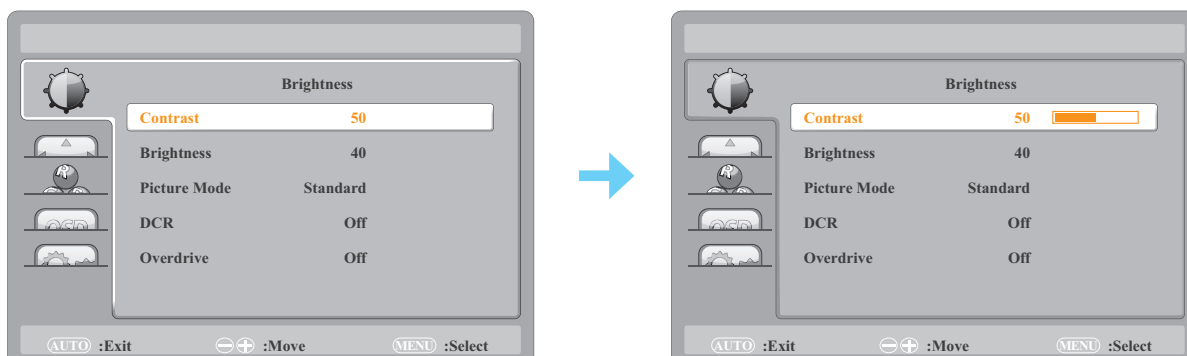 Brightness
Contrast 50
Brightness 40
Picture Mode Standard
DCR Off
Overdrive Off
OSD
R
AUTO :Exit :Move MENU :Select
Brightness
Contrast 50
Brightness 40
Picture Mode Standard
DCR Off
Overdrive Off
OSD
R
AUTO :Exit :Move MENU :Select